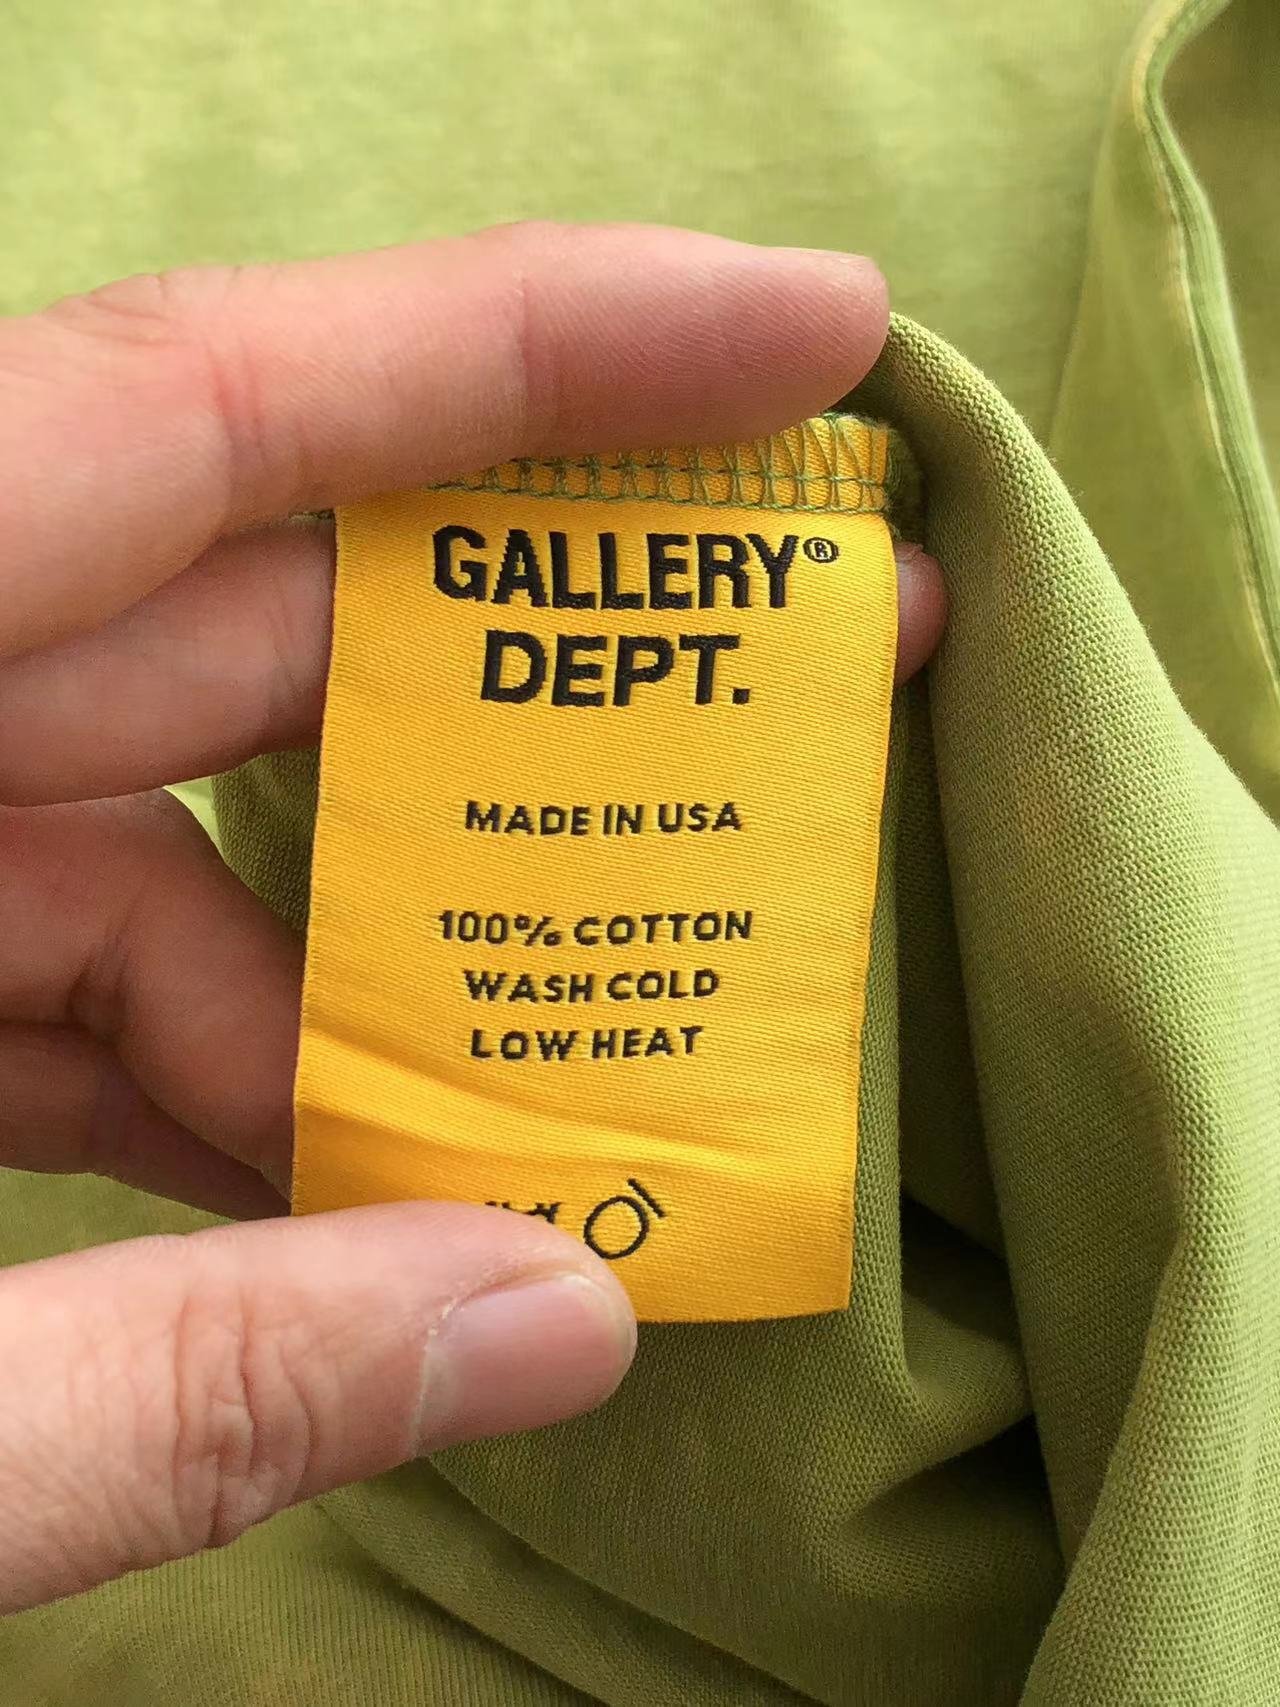 GALLERY®
DEPT.
MADE IN USA
100% COTTON
WASH COLD
LOW HEAT